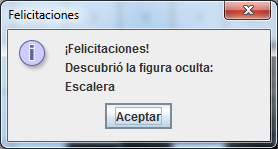 Felicitaciones
¡Felicitaciones!
Descubrió la figura oculta:
Escalera
Aceptar